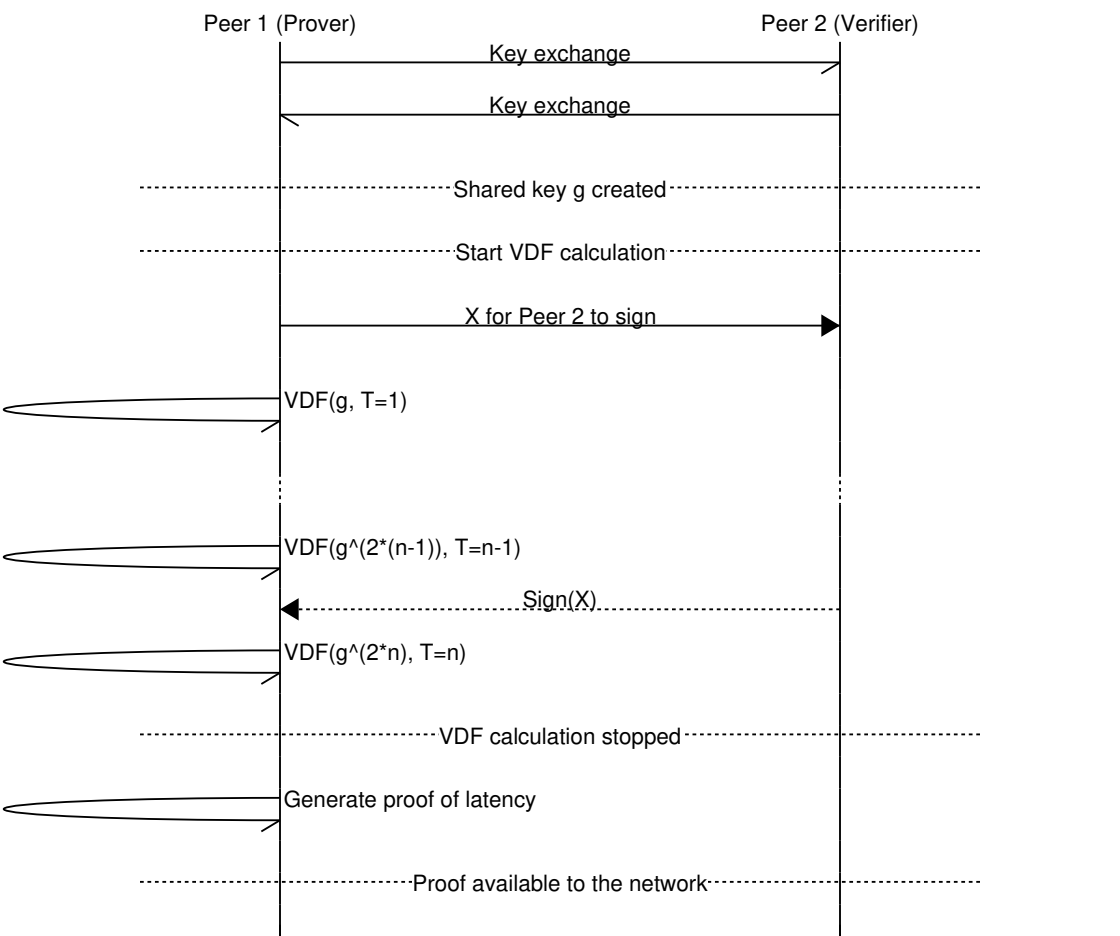 Peer 1 (Prover)
Peer 2 (Verifier)
Key exchange
Key exchange
Shared key g created
Start VDF calculation
X for Peer 2 to sign
VDF(g, T=1)
VDF(g^(2*(n-1)), T=n-1)
Sign(X)
VDF(g^(2*n), T=n)
VDF calculation stopped
Generate proof of latency
Proof available to the network